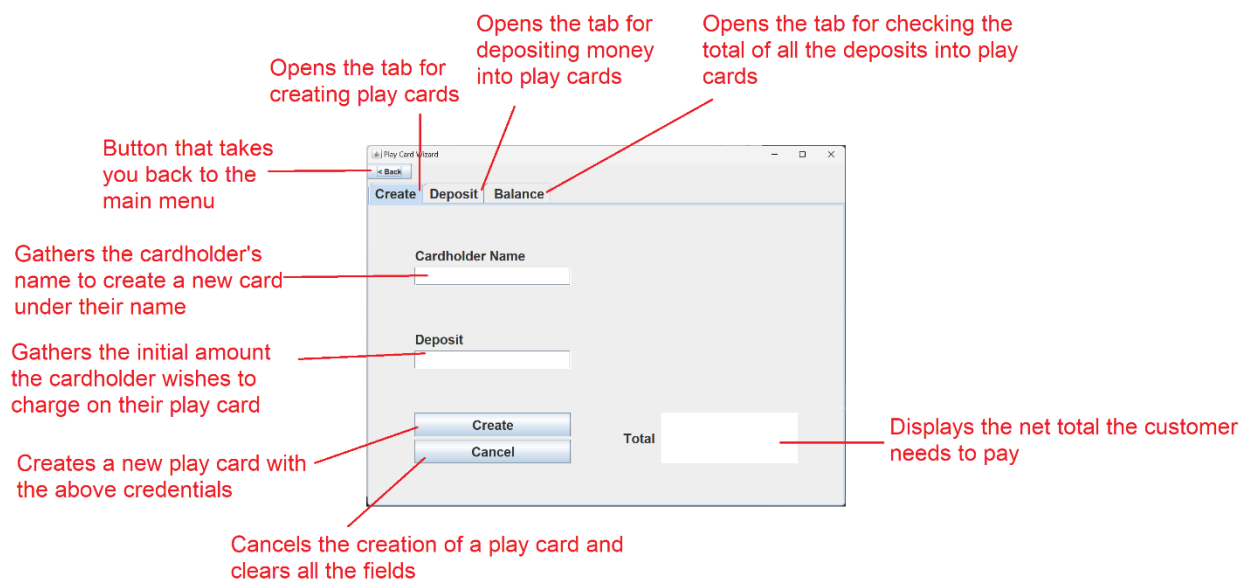 Opens the tab for
creating play cards
Opens the tab for
depositing money
into play cards
Opens the tab for checking the
total of all the deposits into play
cards
Button that takes
you back to the
main menu
Play Card Wizard
< Back
Create Deposit Balance
Gathers the cardholder's
name to create a new card
under their name
Cardholder Name
Gathers the initial amount
the cardholder wishes to
charge on their play card
Deposit
Create
Cancel
Total
Displays the net total the customer
needs to pay
Creates a new play card with
the above credentials
Cancels the creation of a play card and
clears all the fields